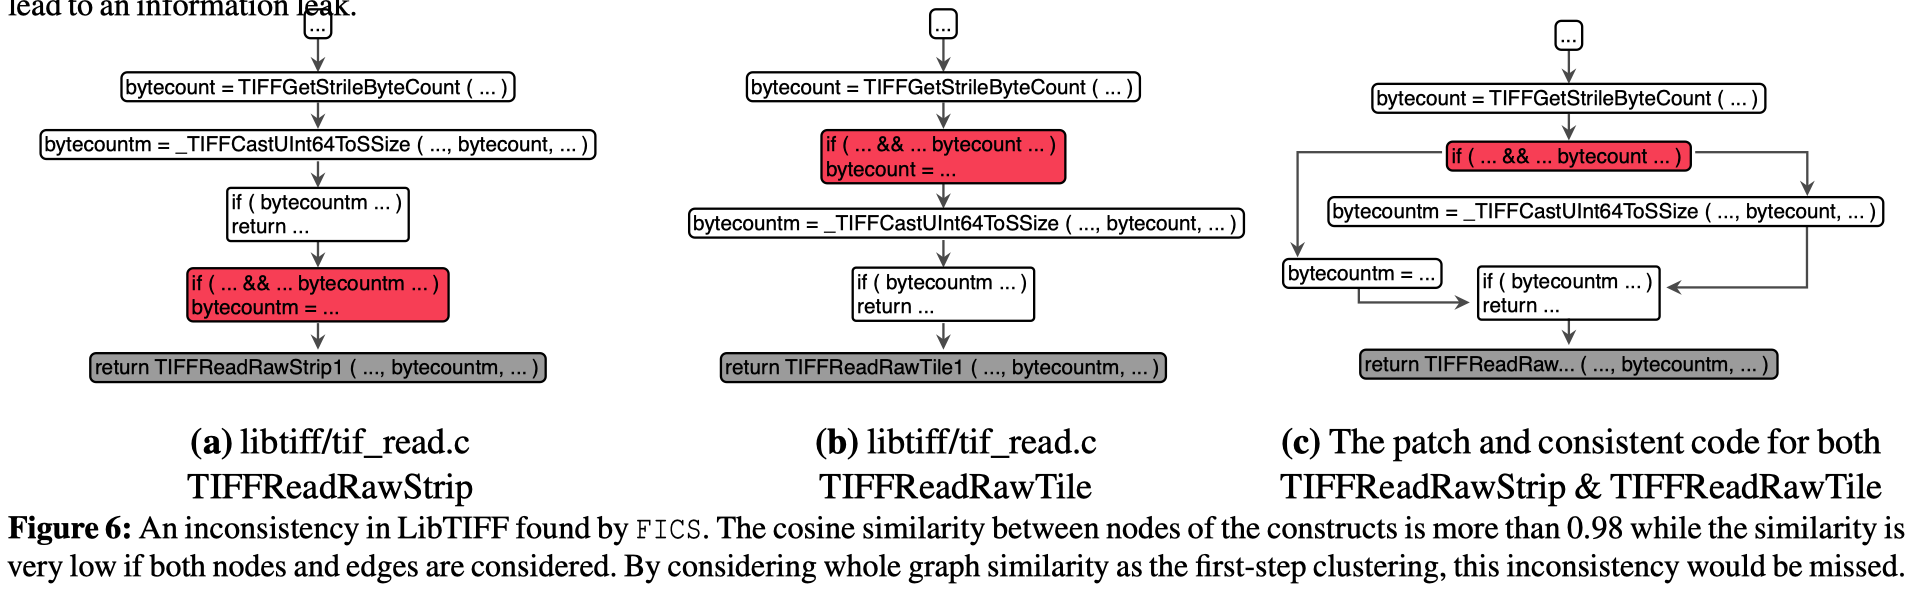 lead to an information leak.
...
bytecount = TIFFGetStrileByteCount ( ... )
bytecountm = _TIFFCastUInt64ToSSize ( ..., bytecount, ... )
if ( bytecountm ... )
return ...
if ( ... && ... bytecountm ... )
bytecountm = ...
return TIFFReadRawStrip1 ( ..., bytecountm, ... )
(a) libtiff/tif_read.c
TIFFReadRawStrip
...
bytecount = TIFFGetStrileByteCount ( ... )
if ( ... && ... bytecount ... )
bytecount = ...
bytecountm = _TIFFCastUInt64ToSSize ( ..., bytecount, ... )
if ( bytecountm ... )
return ...
return TIFFReadRawTile1 ( ..., bytecountm, ... )
(b) libtiff/tif_read.c
TIFFReadRawTile
...
bytecount = TIFFGetStrileByteCount ( ... )
if ( ... && ... bytecount ... )
bytecountm = _TIFFCastUInt64ToSSize ( ..., bytecount, ... )
bytecountm = ...
if ( bytecountm ... )
return ...
return TIFFReadRaw... ( ..., bytecountm, ... )
(c) The patch and consistent code for both
TIFFReadRawStrip & TIFFReadRawTile
Figure 6: An inconsistency in LibTIFF found by FICS. The cosine similarity between nodes of the constructs is more than 0.98 while the similarity is
very low if both nodes and edges are considered. By considering whole graph similarity as the first-step clustering, this inconsistency would be missed.